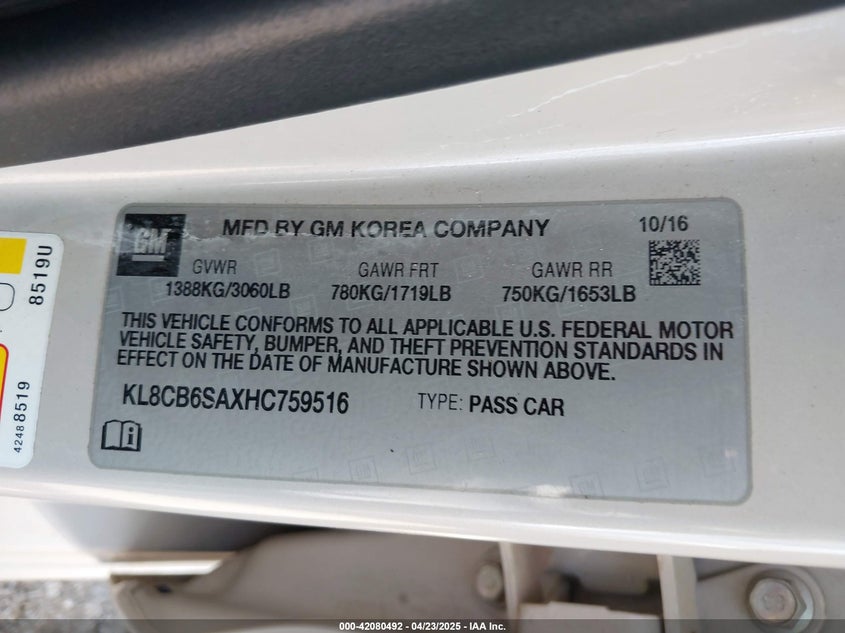 GM
MFD BY GM KOREA COMPANY
10/16
GVWR
GAWR FRT
GAWR RR
1388KG/3060LB
780KG/1719LB
750KG/1653LB
THIS VEHICLE CONFORMS TO ALL APPLICABLE U.S. FEDERAL MOTOR
VEHICLE SAFETY, BUMPER, AND THEFT PREVENTION STANDARDS IN
EFFECT ON THE DATE OF MANUFACTURE SHOWN ABOVE.
KL8CB6SAXHC759516
TYPE: PASS CAR
i
8519U
42488519
000-42080492 - 04/23/2025 - IAA Inc.